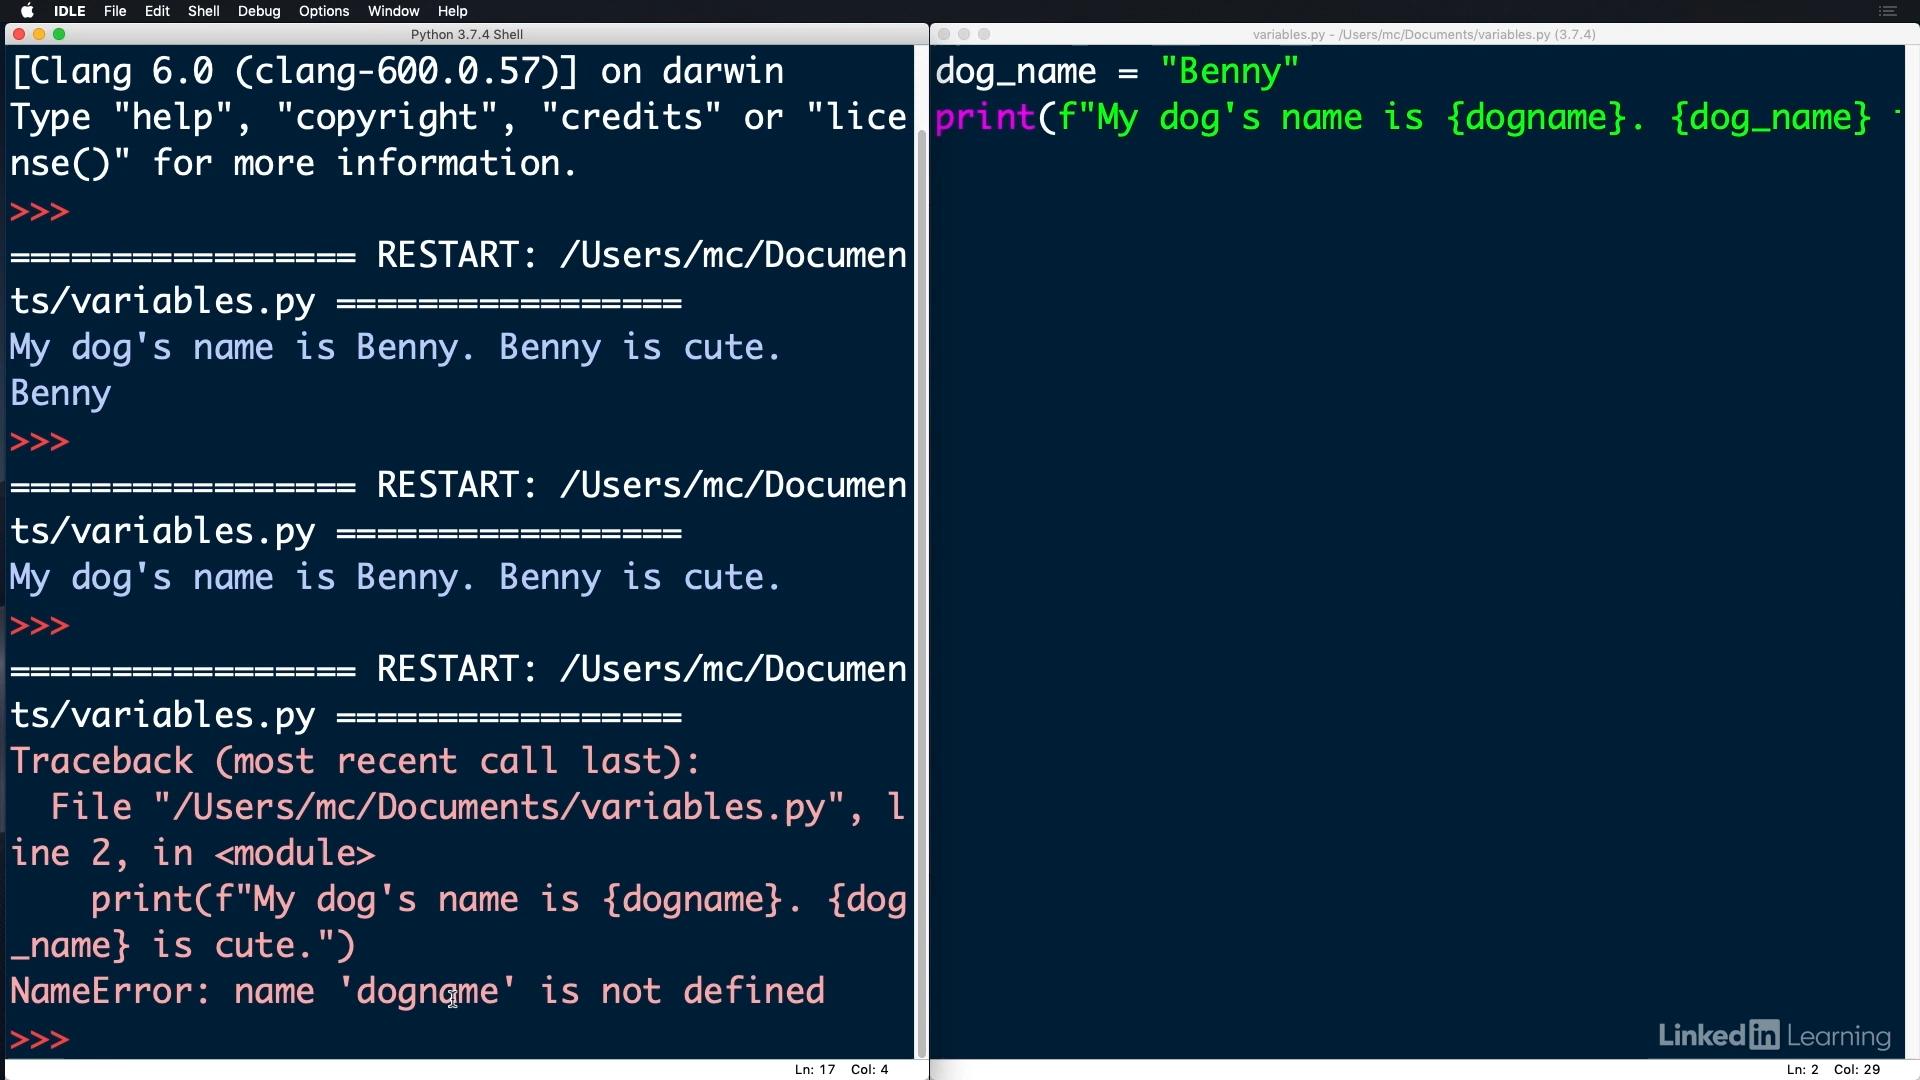 IDLE File Edit Shell Debug Options Window Help
Python 3.7.4 Shell
[Clang 6.0 (clang-600.0.57)] on darwin
Type "help", "copyright", "credits" or "lice
nse()" for more information.
>>>
================= RESTART: /Users/mc/Documen
ts/variables.py =================
My dog's name is Benny. Benny is cute.
Benny
>>>
================= RESTART: /Users/mc/Documen
ts/variables.py =================
My dog's name is Benny. Benny is cute.
>>>
================= RESTART: /Users/mc/Documen
ts/variables.py =================
Traceback (most recent call last):
  File "/Users/mc/Documents/variables.py", l
ine 2, in <module>
    print(f"My dog's name is {dogname}. {dog
_name} is cute.")
NameError: name 'dogname' is not defined
>>>
Ln: 17 Col: 4
variables.py - /Users/mc/Documents/variables.py (3.7.4)
dog_name = "Benny"
print(f"My dog's name is {dogname}. {dog_name}
LinkedIn Learning
Ln: 2 Col: 29